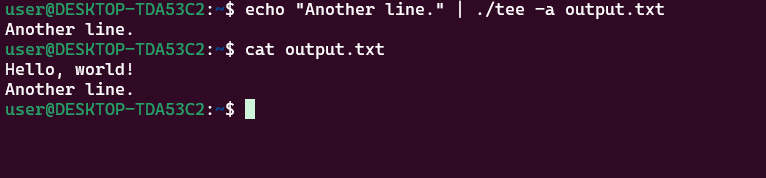 user@DESKTOP-TDA53C2:~$ echo "Another line." | ./tee -a output.txt
Another line.
user@DESKTOP-TDA53C2:~$ cat output.txt
Hello, world!
Another line.
user@DESKTOP-TDA53C2:~$